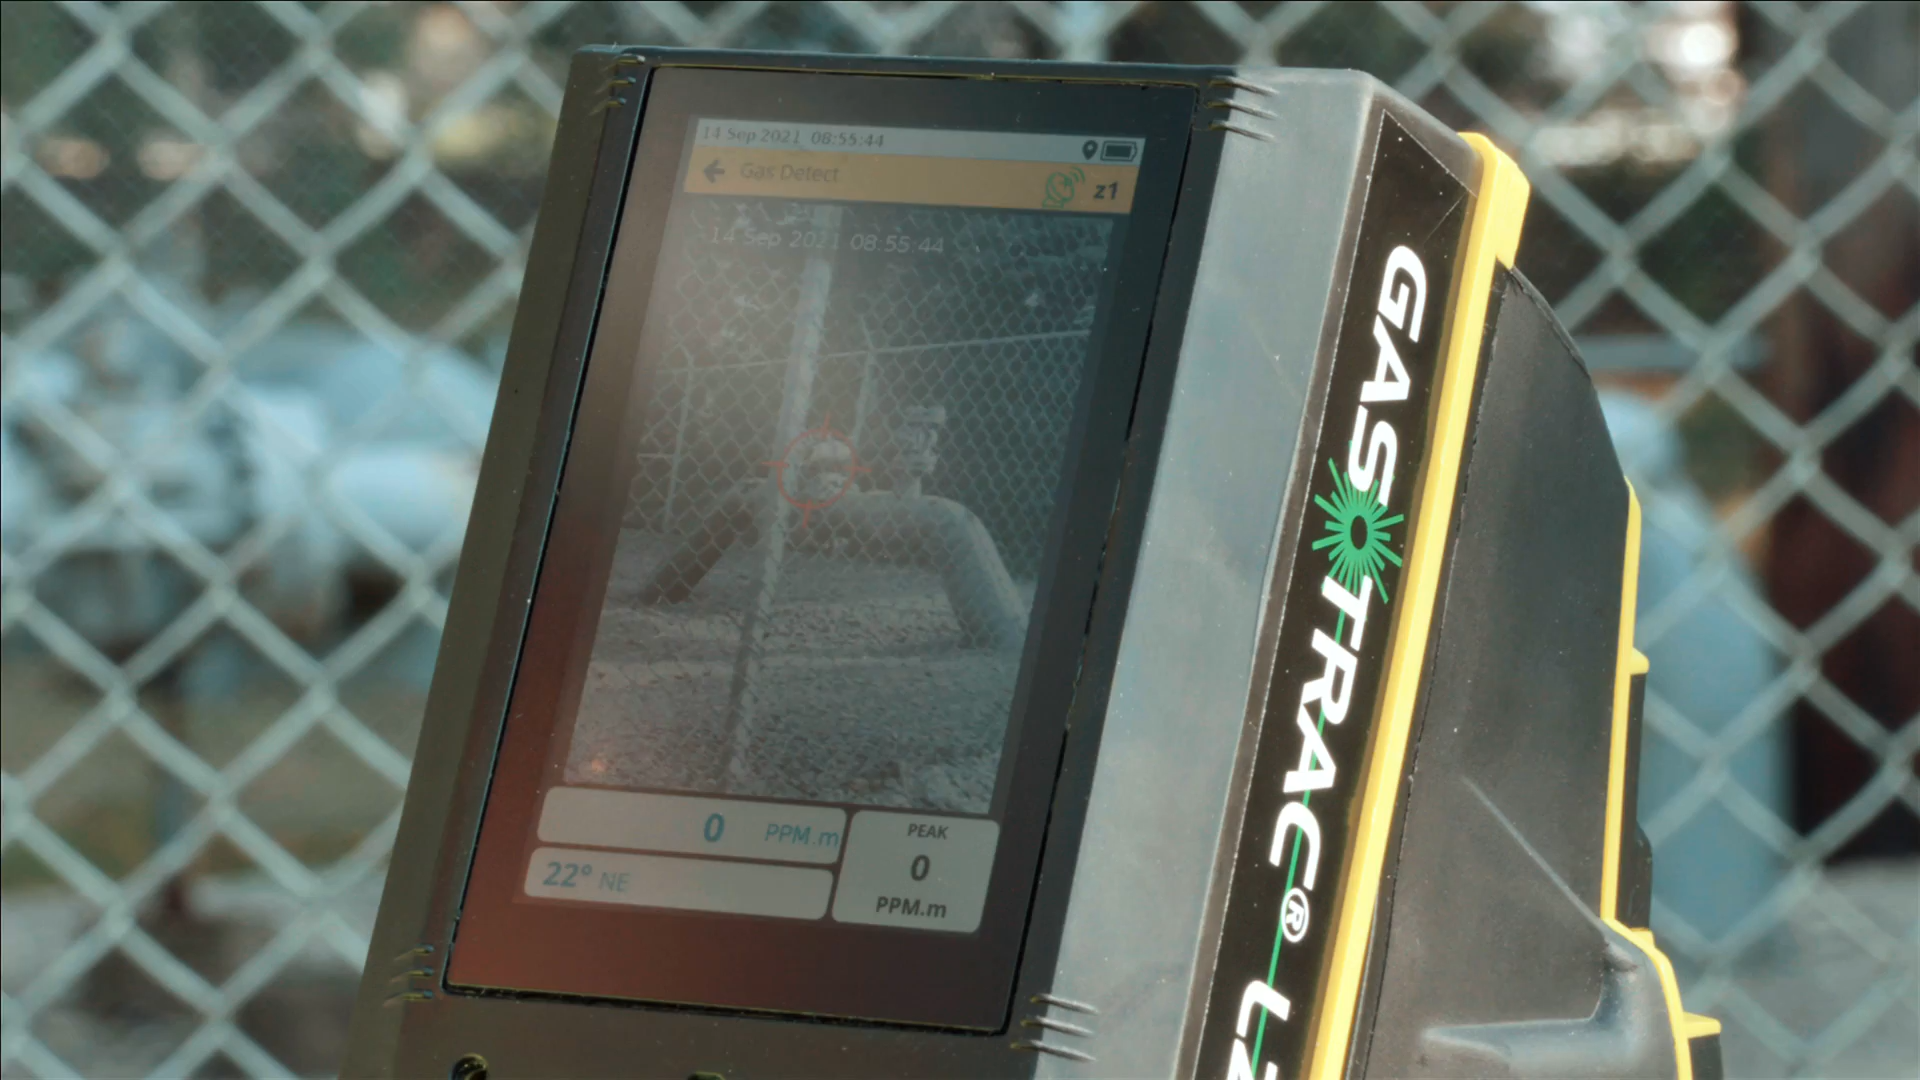 14 Sep 2021 08:55:44
Gas Detect
z1
14 Sep 2021 08:55:44
0 PPM.m
22° NE
PEAK
0
PPM.m
GAS TRAC® LZ